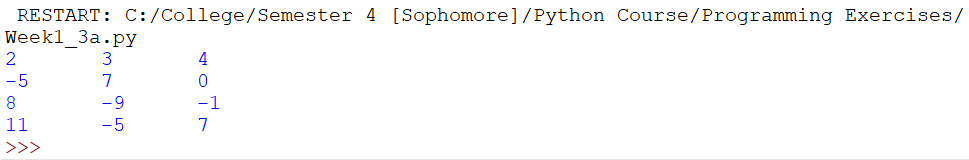 RESTART: C:/College/Semester 4 [Sophomore]/Python Course/Programming Exercises/
Week1_3a.py
2 3 4
-5 7 0
8 -9 -1
11 -5 7
>>>